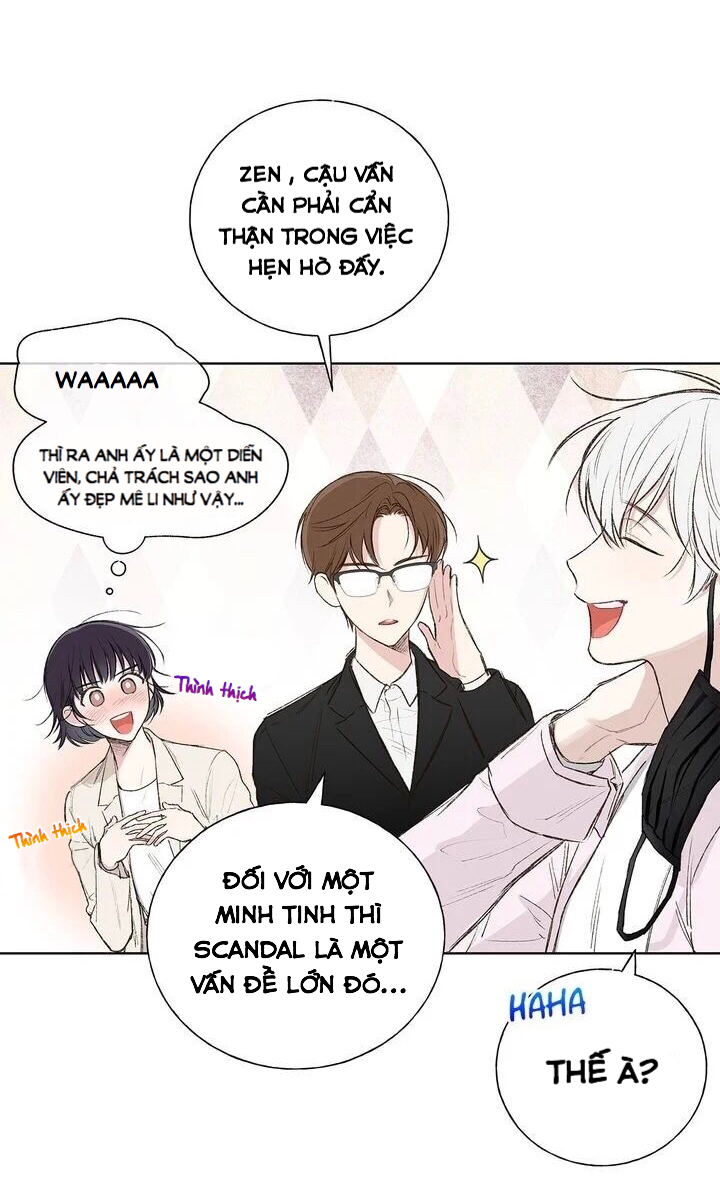 ZEN , CẬU VẪN
CẦN PHẢI CẨN
THẬN TRONG VIỆC
HẸN HÒ ĐẤY.
WAAAAA
THÌ RA ANH ẤY LÀ MỘT DIỄN
VIÊN, CHẢ TRÁCH SAO ANH
ẤY ĐẸP MÊ LI NHƯ VẬY...
Thình thịch
Thình thịch
ĐỐI VỚI MỘT
MINH TINH THÌ
SCANDAL LÀ MỘT
VẤN ĐỀ LỚN ĐÓ...
HAHA
THẾ À?